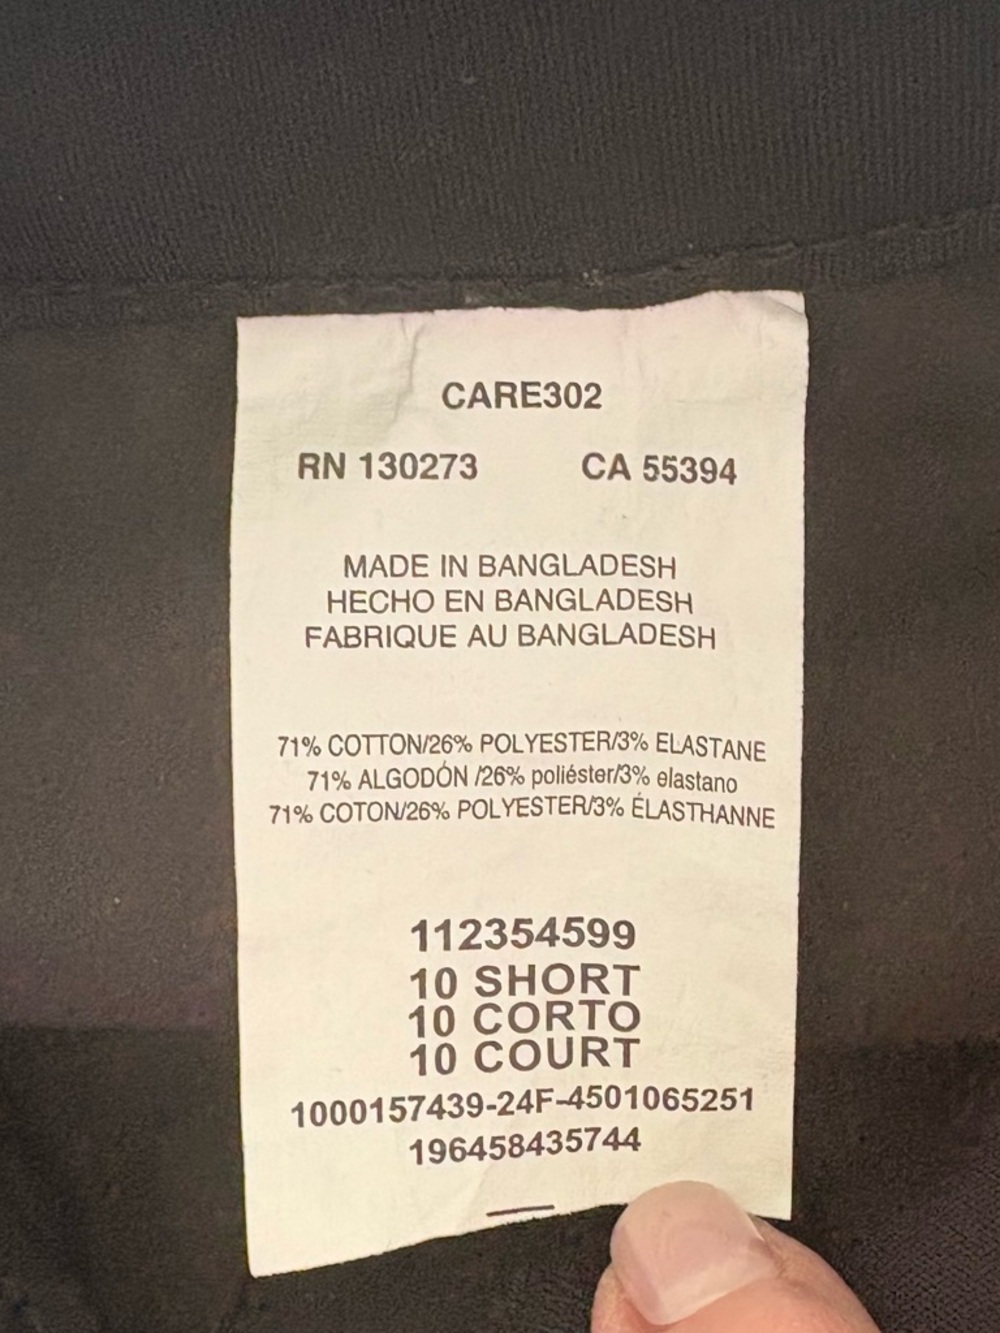 CARE302
RN 130273 CA 55394
MADE IN BANGLADESH
HECHO EN BANGLADESH
FABRIQUE AU BANGLADESH
71% COTTON/26% POLYESTER/3% ELASTANE
71% ALGODÓN /26% poliéster/3% elastano
71% COTON/26% POLYESTER/3% ÉLASTHANNE
112354599
10 SHORT
10 CORTO
10 COURT
1000157439-24F-4501065251
196458435744